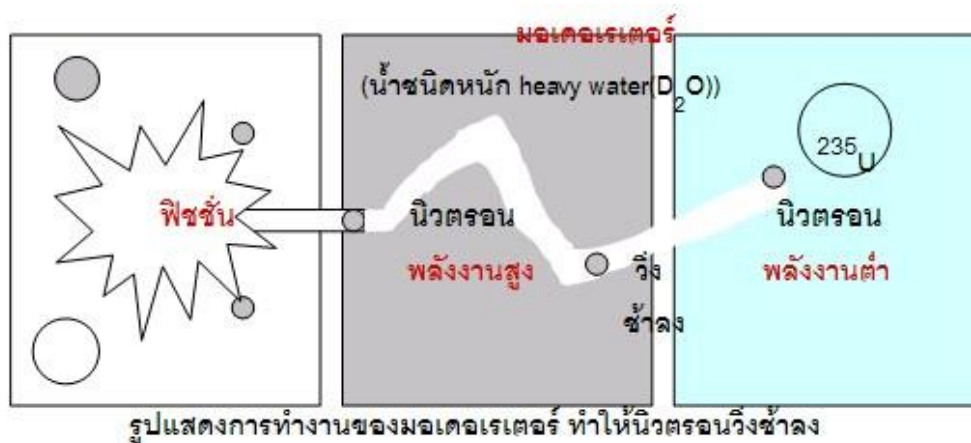 มอเดอเรเตอร์
(น้ำชนิดหนัก heavy water(D2O))
235U
ฟิชชั่น
นิวตรอน
พลังงานสูง
วิ่ง
ช้าลง
นิวตรอน
พลังงานต่ำ
รูปแสดงการทำงานของมอเดอเรเตอร์ ทำให้นิวตรอนวิ่งช้าลง